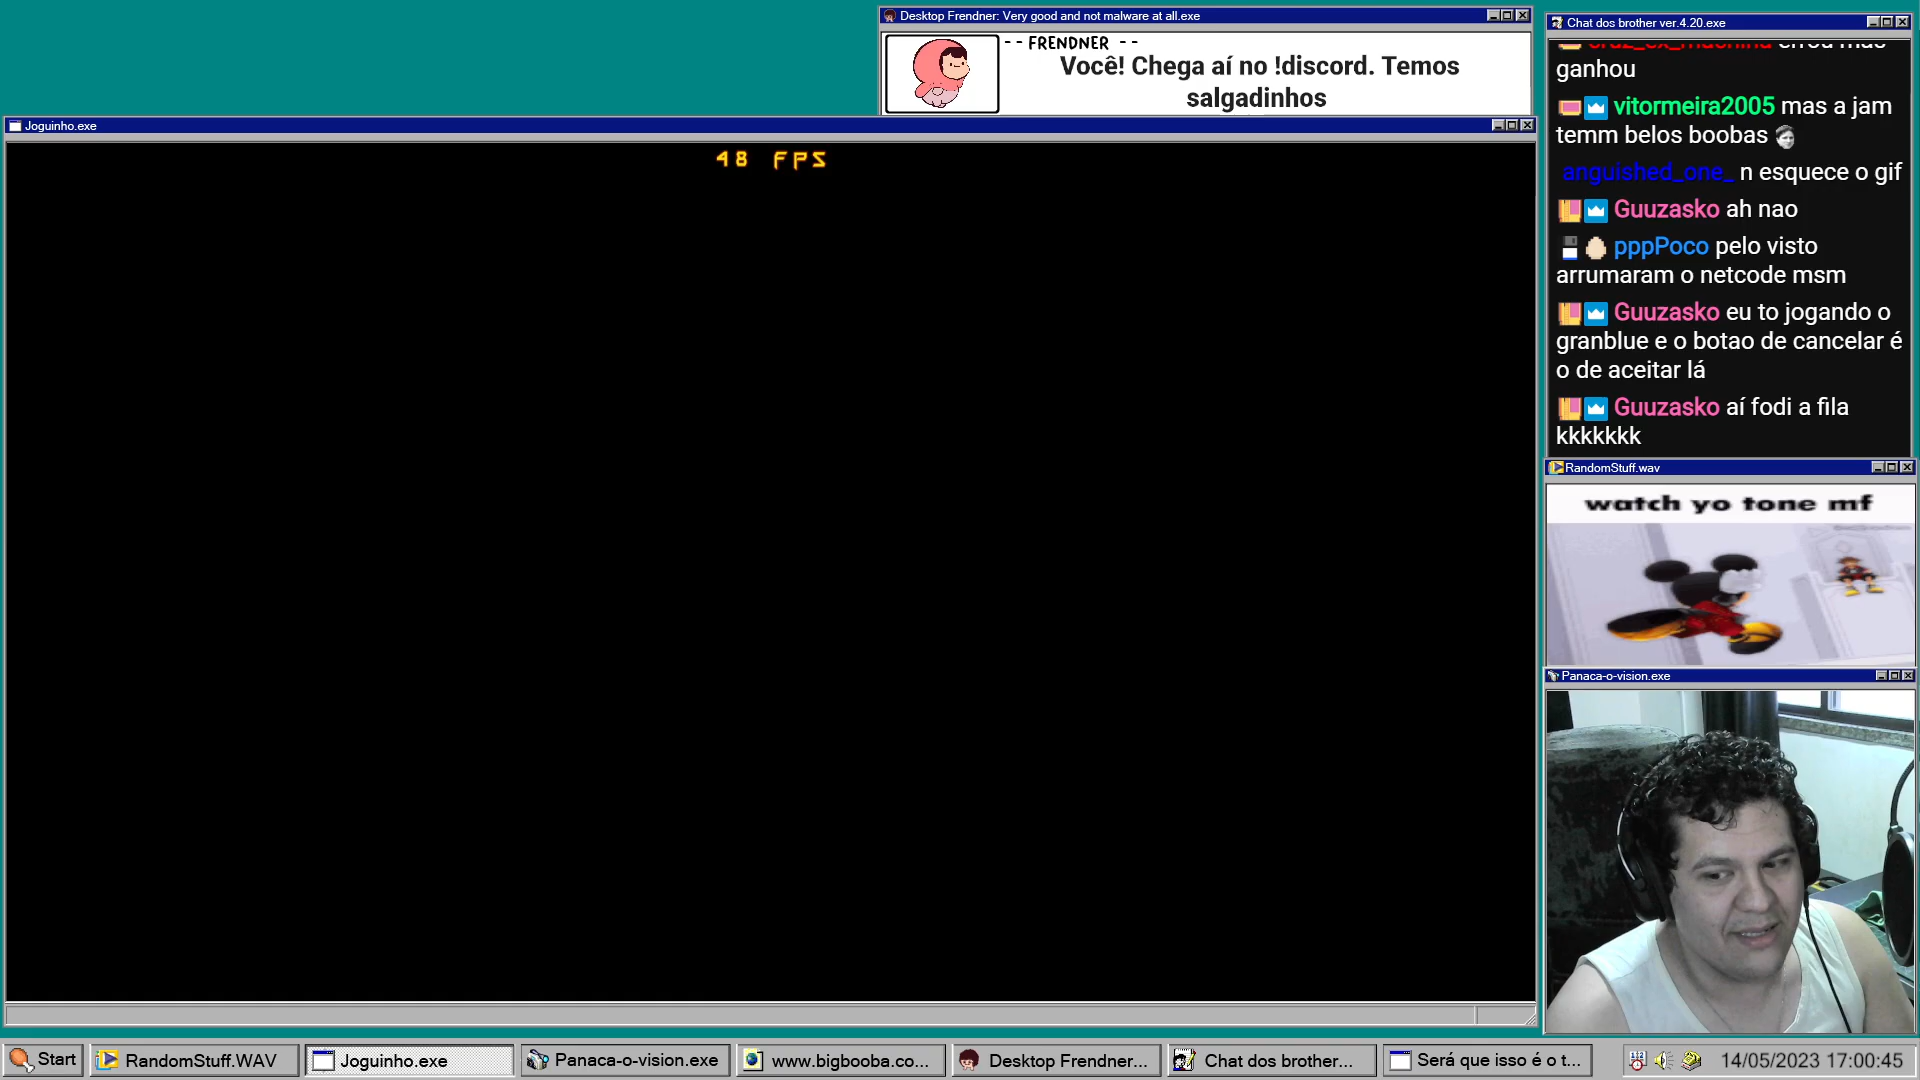 Desktop Frendner: Very good and not malware at all.exe
-- FRENDNER --
Você! Chega aí no !discord. Temos
salgadinhos
Joguinho.exe
48 FPS
Chat dos brother ver.4.20.exe
ganhou
vitormeira2005 mas a jam
temm belos boobas
anguished_one_ n esquece o gif
Guuzasko ah nao
pppPoco pelo visto
arrumaram o netcode msm
Guuzasko eu to jogando o
granblue e o botao de cancelar é
o de aceitar lá
Guuzasko aí fodi a fila
kkkkkkk
RandomStuff.wav
watch yo tone mf
Panaca-o-vision.exe
Start
RandomStuff.WAV
Joguinho.exe
Panaca-o-vision.exe
www.bigbooba.co...
Desktop Frendner...
Chat dos brother...
Será que isso é o t...
14/05/2023 17:00:45